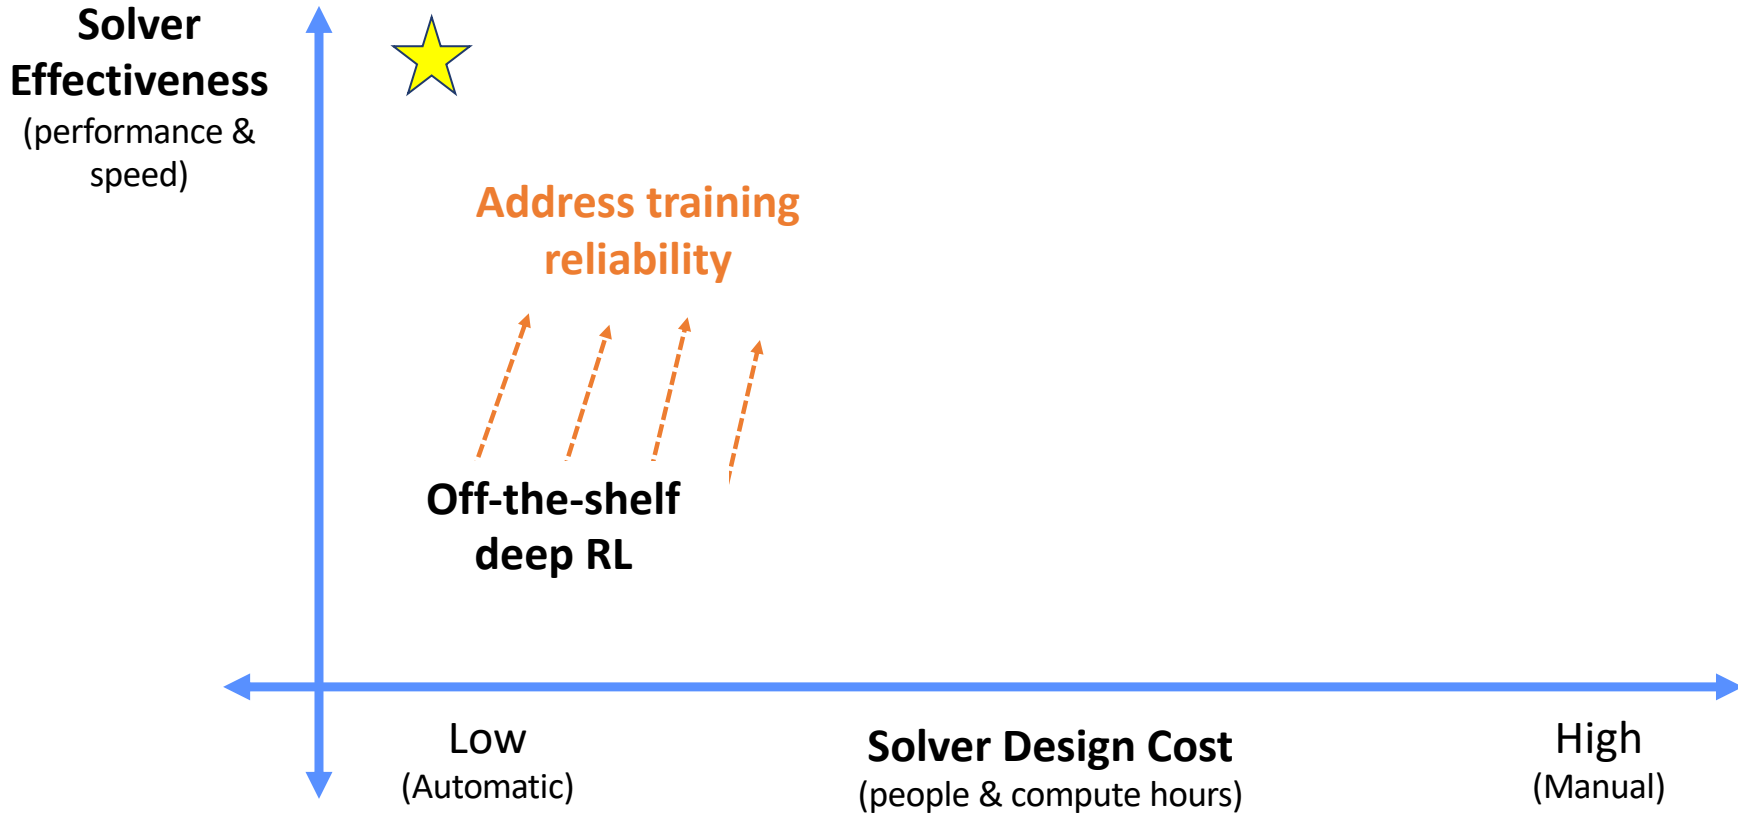 Solver
Effectiveness
(performance &
speed)
Address training
reliability
Off-the-shelf
deep RL
Low
(Automatic)
Solver Design Cost
(people & compute hours)
High
(Manual)